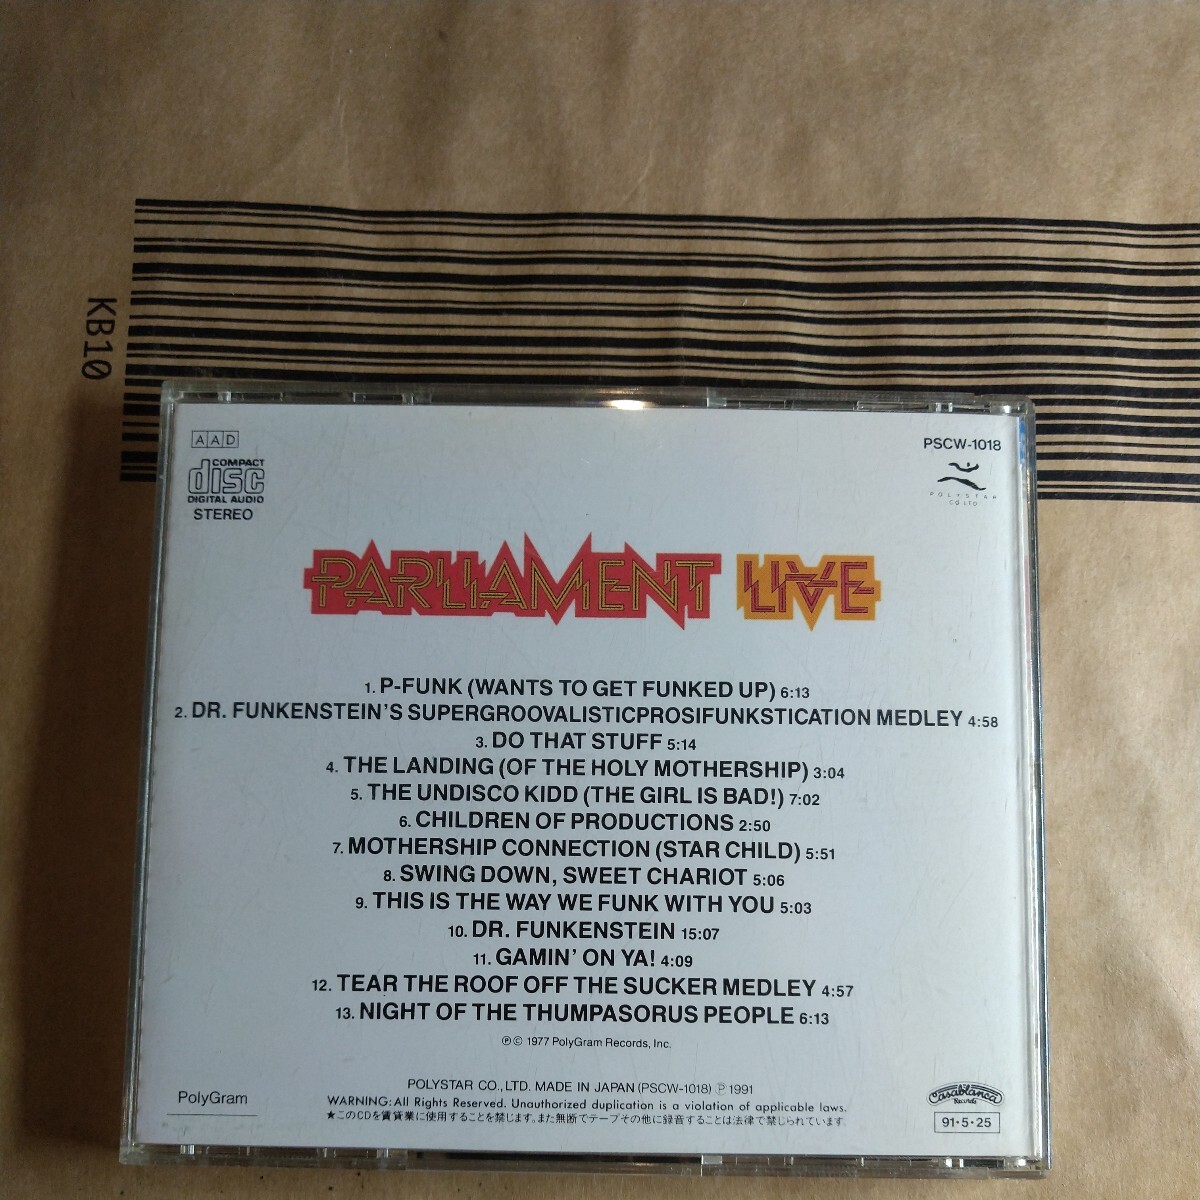 KB10
AAD
COMPACT
disc
DIGITAL AUDIO
STEREO
PSCW-1018
POLYSTAR
CO.LTD.
PARLIAMENT LIVE
1. P-FUNK (WANTS TO GET FUNKED UP) 6:13
2. DR. FUNKENSTEIN'S SUPERGROOVALISTICPROSIFUNKSTICATION MEDLEY 4:58
3. DO THAT STUFF 5:14
4. THE LANDING (OF THE HOLY MOTHERSHIP) 3:04
5. THE UNDISCO KIDD (THE GIRL IS BAD!) 7:02
6. CHILDREN OF PRODUCTIONS 2:50
7. MOTHERSHIP CONNECTION (STAR CHILD) 5:51
8. SWING DOWN, SWEET CHARIOT 5:06
9. THIS IS THE WAY WE FUNK WITH YOU 5:03
10. DR. FUNKENSTEIN 15:07
11. GAMIN' ON YA! 4:09
12. TEAR THE ROOF OFF THE SUCKER MEDLEY 4:57
13. NIGHT OF THE THUMPASORUS PEOPLE 6:13
℗© 1977 PolyGram Records, Inc.
POLYSTAR CO., LTD. MADE IN JAPAN (PSCW-1018) ℗ 1991
WARNING: All Rights Reserved. Unauthorized duplication is a violation of applicable laws.
★このCDを賃貸業に使用することを禁じます。また無断でテープその他に録音することは法律で禁じられています。
PolyGram
Casablanca
Records
91・5・25